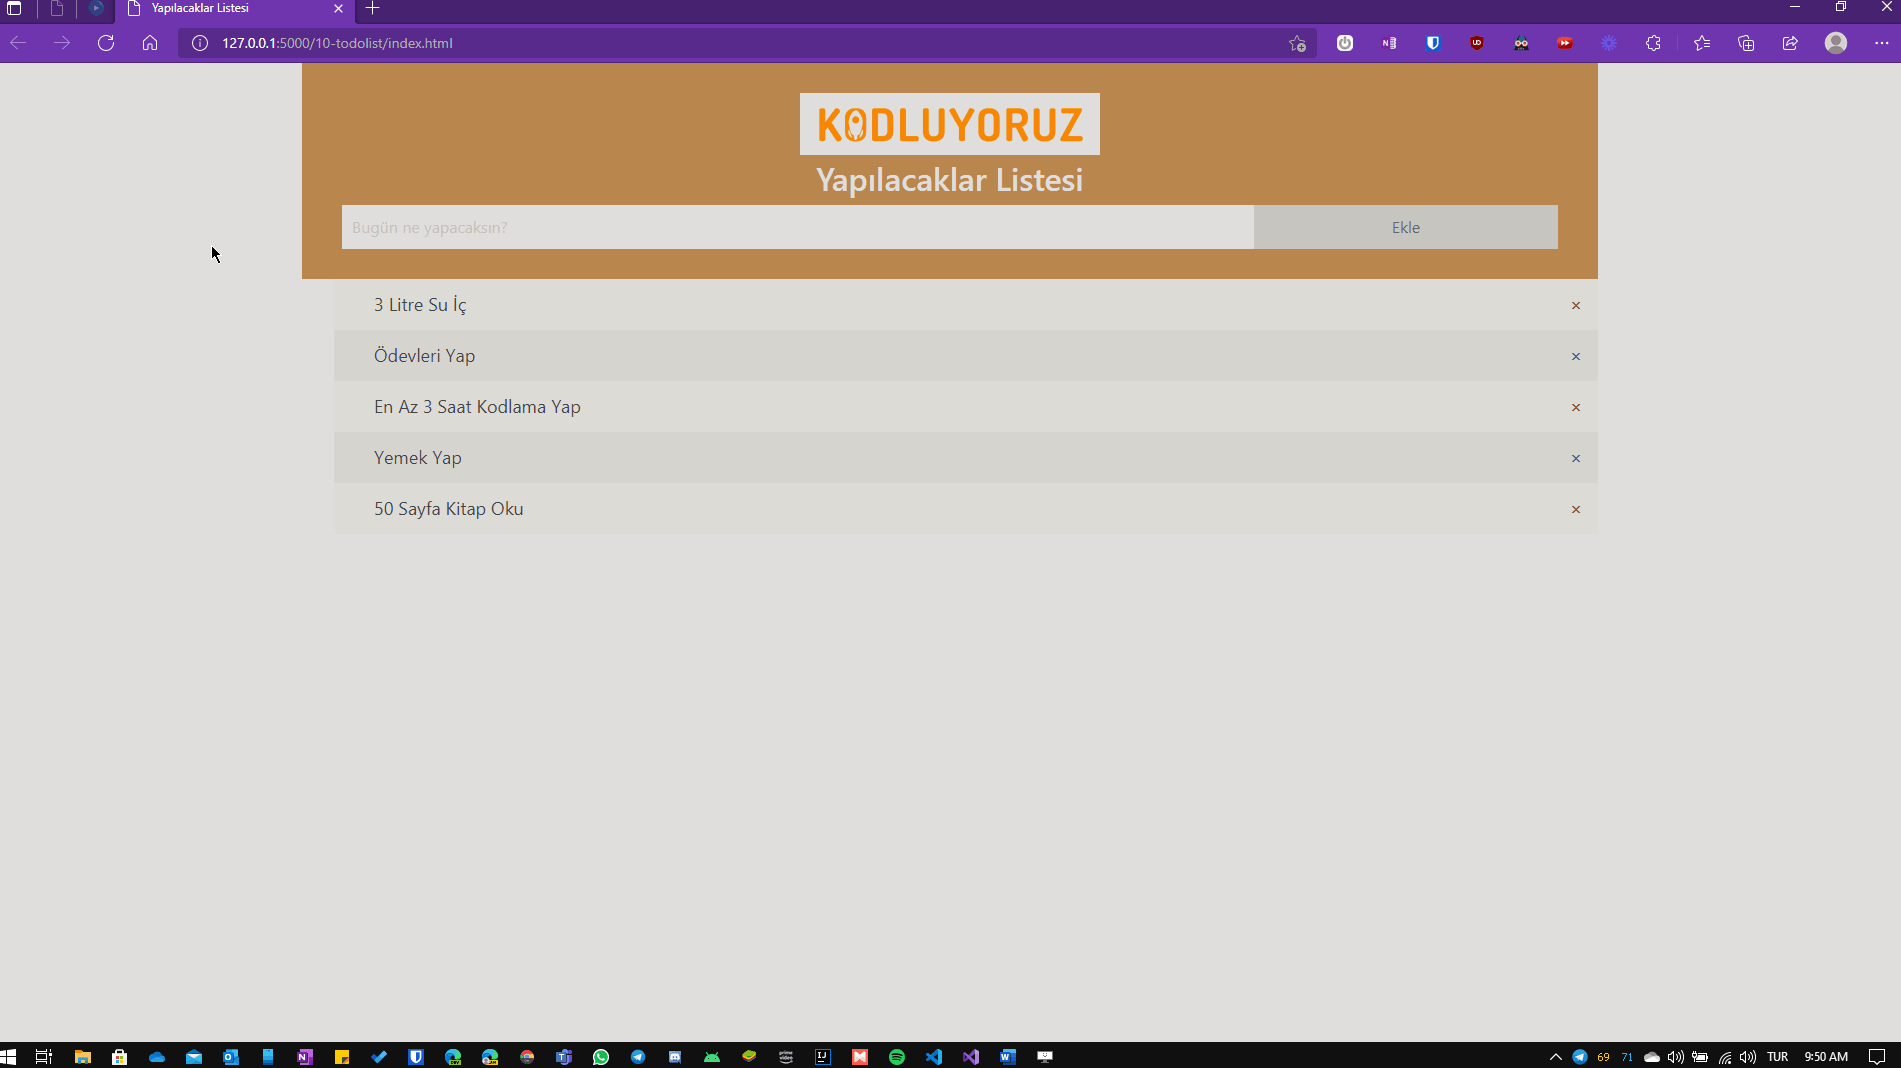 Yapılacaklar Listesi
127.0.0.1:5000/10-todolist/index.html
KODLUYORUZ
Yapılacaklar Listesi
Bugün ne yapacaksın?
Ekle
3 Litre Su İç
×
Ödevleri Yap
×
En Az 3 Saat Kodlama Yap
×
Yemek Yap
×
50 Sayfa Kitap Oku
×
69 71 TUR 9:50 AM